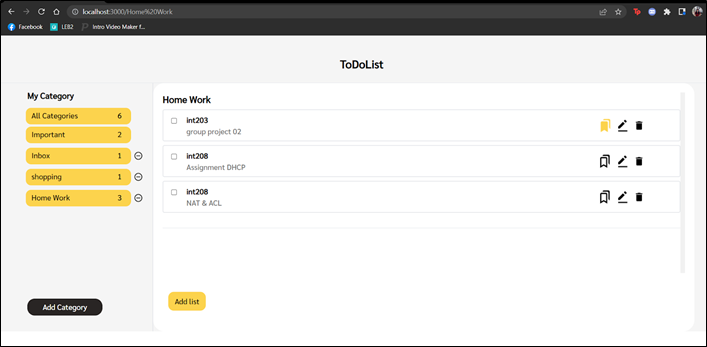 localhost:3000/Home%20Work
Facebook
LEB2
Intro Video Maker f...
ToDoList
My Category
All Categories 6
Important 2
Inbox 1
shopping 1
Home Work 3
Add Category
Home Work
int203
group project 02
int208
Assignment DHCP
int208
NAT & ACL
Add list